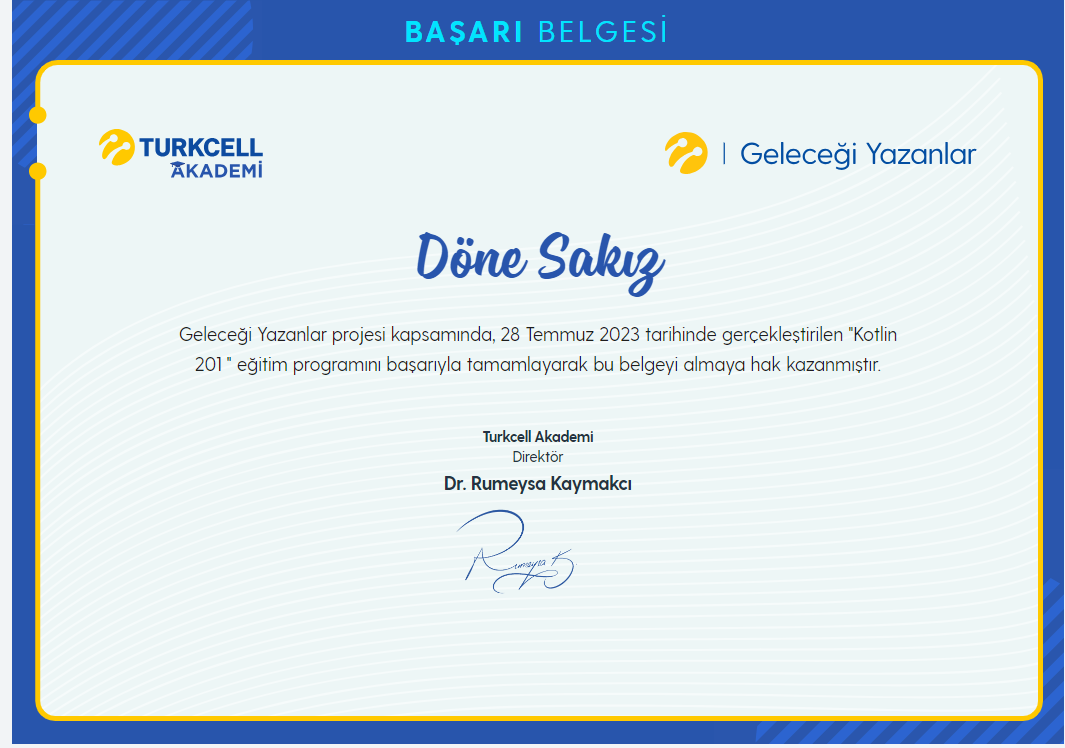 BAŞARI BELGESİ
TURKCELL
AKADEMİ
| Geleceği Yazanlar
Döne Sakız
Geleceği Yazanlar projesi kapsamında, 28 Temmuz 2023 tarihinde gerçekleştirilen "Kotlin
201 " eğitim programını başarıyla tamamlayarak bu belgeyi almaya hak kazanmıştır.
Turkcell Akademi
Direktör
Dr. Rumeysa Kaymakcı
Rumeysa K